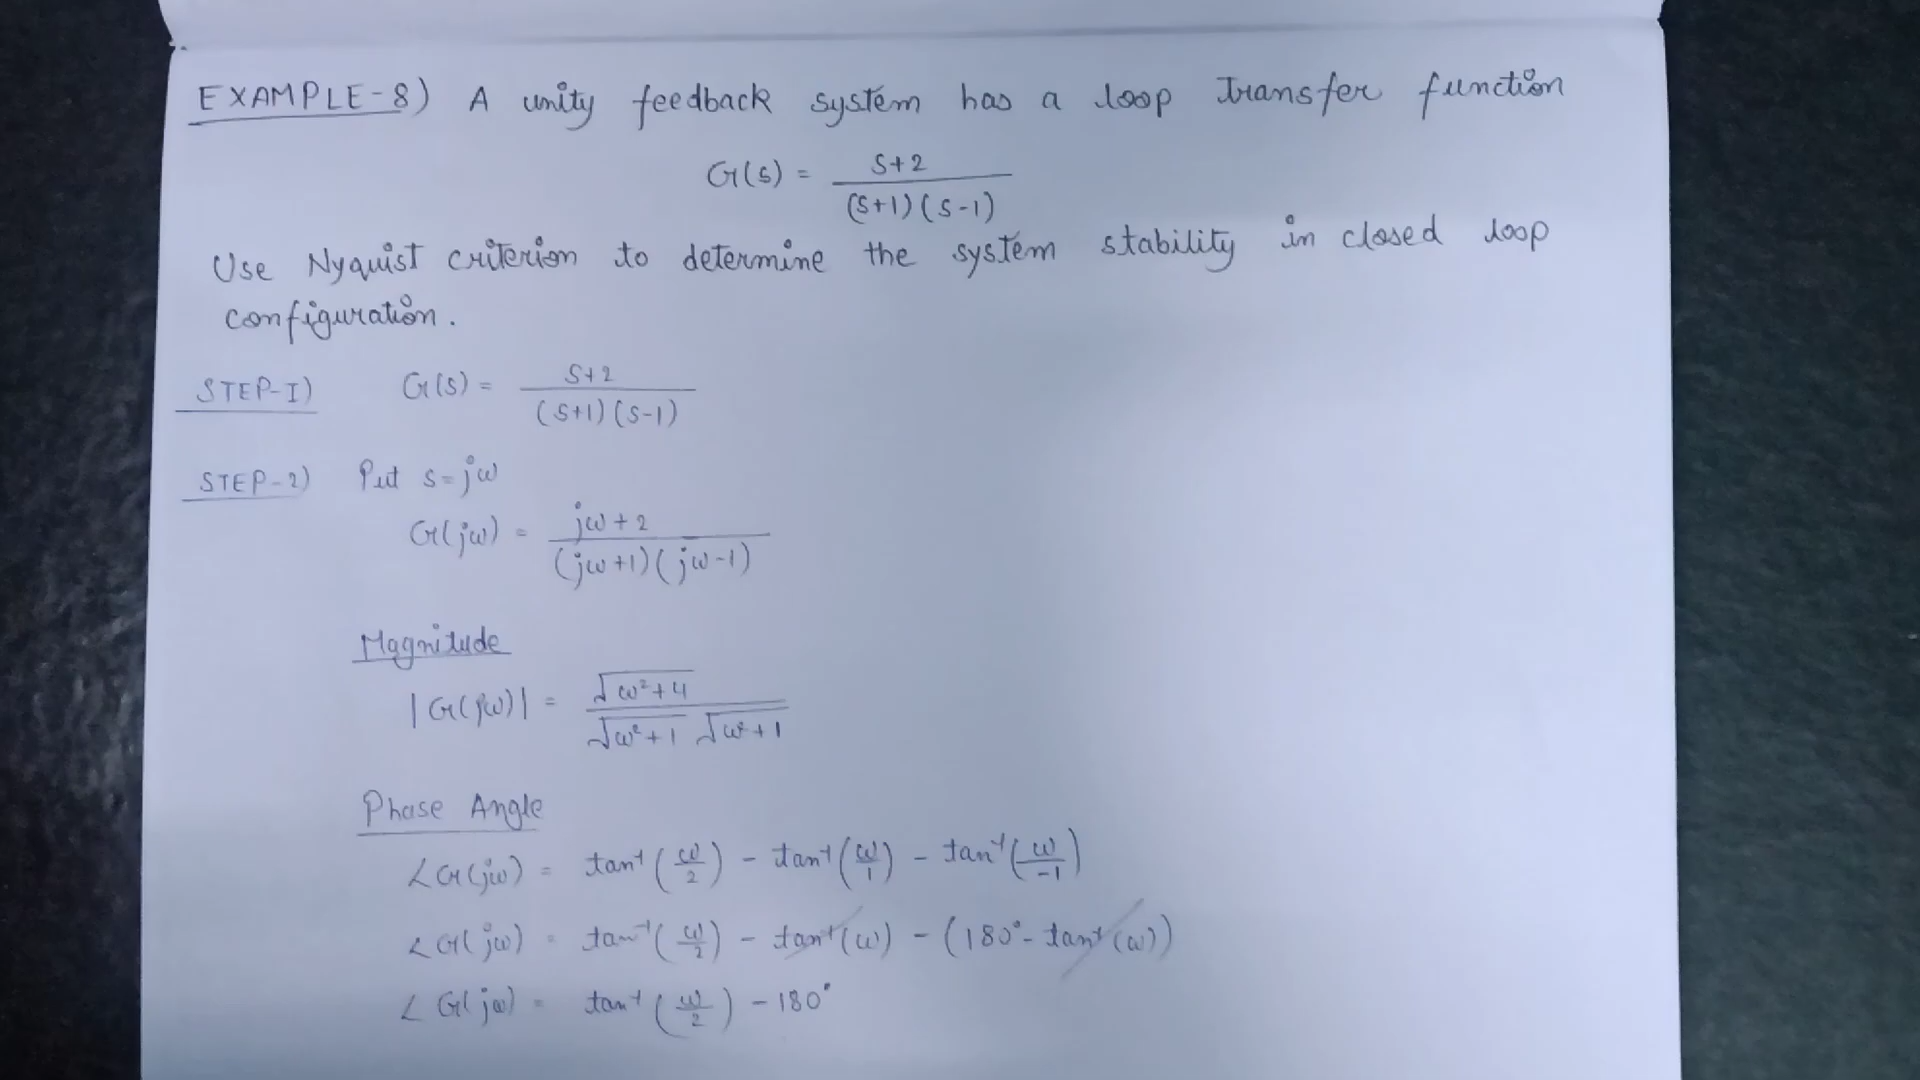 EXAMPLE-8) A unity feedback system has a loop transfer function
G(s) = s+2 / (s+1)(s-1)
Use Nyquist criterion to determine the system stability in closed loop
configuration.
STEP-I) G(s) = s+2 / (s+1)(s-1)
STEP-2) Put s=jω
G(jω) = jω+2 / (jω+1)(jω-1)
Magnitude
|G(jω)| = √ω²+4 / √ω²+1 √ω²+1
Phase Angle
∠G(jω) = tan⁻¹(ω/2) - tan⁻¹(ω/1) - tan⁻¹(ω/-1)
∠G(jω) = tan⁻¹(ω/2) - tan⁻¹(ω) - (180°- tan⁻¹(ω))
∠G(jω) = tan⁻¹(ω/2) - 180°